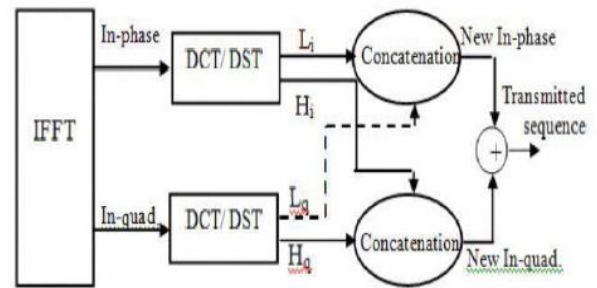 In-phase
DCT/ DST
Li
Concatenation
New In-phase
Hi
Transmitted
sequence
IFFT
+
In-quad.
DCT/ DST
Lq
Hq
Concatenation
New In-quad.